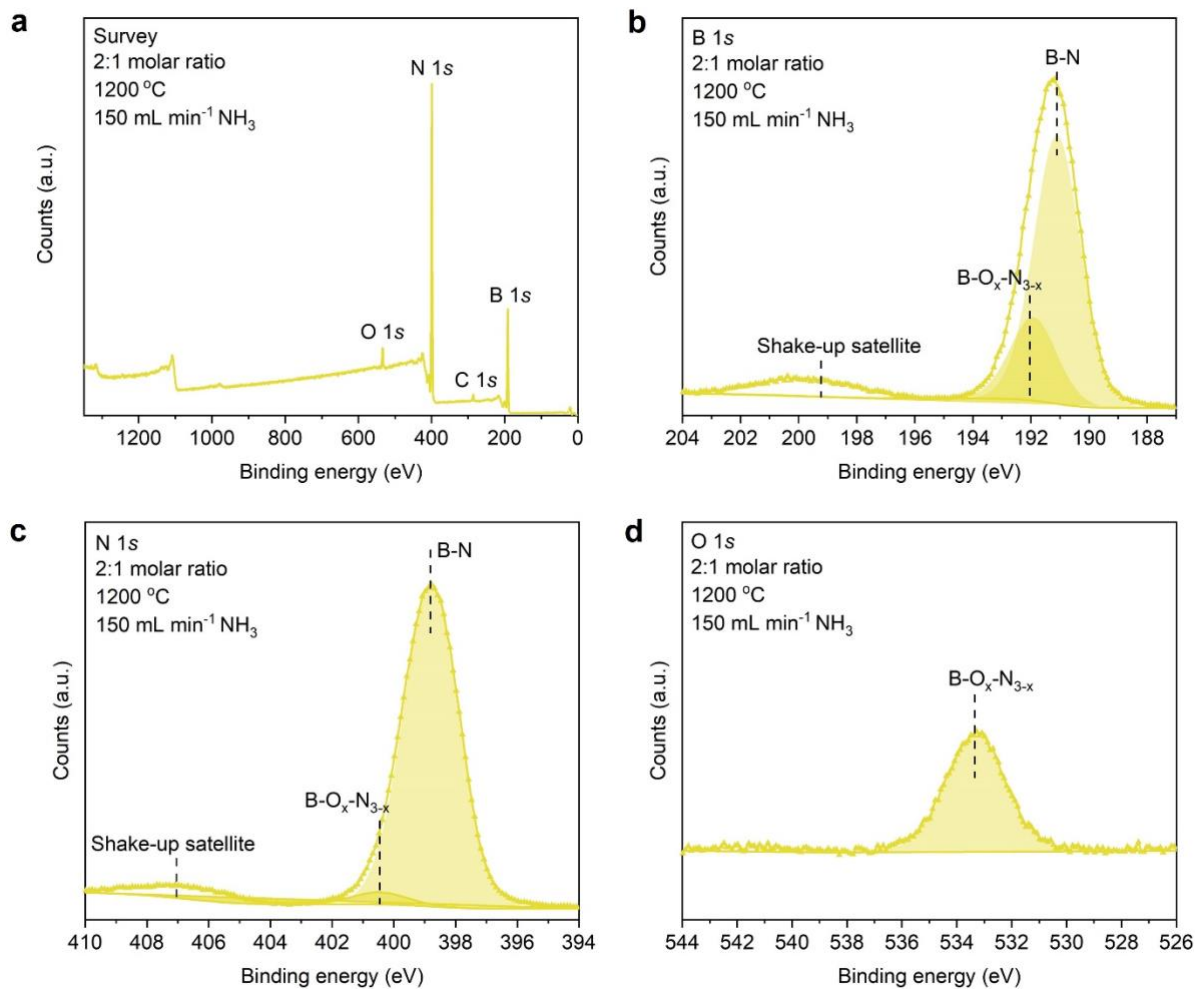 a
Survey
2:1 molar ratio
1200 °C
150 mL min⁻¹ NH₃
N 1s
B 1s
O 1s
C 1s
Counts (a.u.)
1200 1000 800 600 400 200 0
Binding energy (eV)
b
B 1s
2:1 molar ratio
1200 °C
150 mL min⁻¹ NH₃
B-N
B-Oₓ-N₃₋ₓ
Shake-up satellite
Counts (a.u.)
204 202 200 198 196 194 192 190 188
Binding energy (eV)
c
N 1s
2:1 molar ratio
1200 °C
150 mL min⁻¹ NH₃
B-N
B-Oₓ-N₃₋ₓ
Shake-up satellite
Counts (a.u.)
410 408 406 404 402 400 398 396 394
Binding energy (eV)
d
O 1s
2:1 molar ratio
1200 °C
150 mL min⁻¹ NH₃
B-Oₓ-N₃₋ₓ
Counts (a.u.)
544 542 540 538 536 534 532 530 528 526
Binding energy (eV)